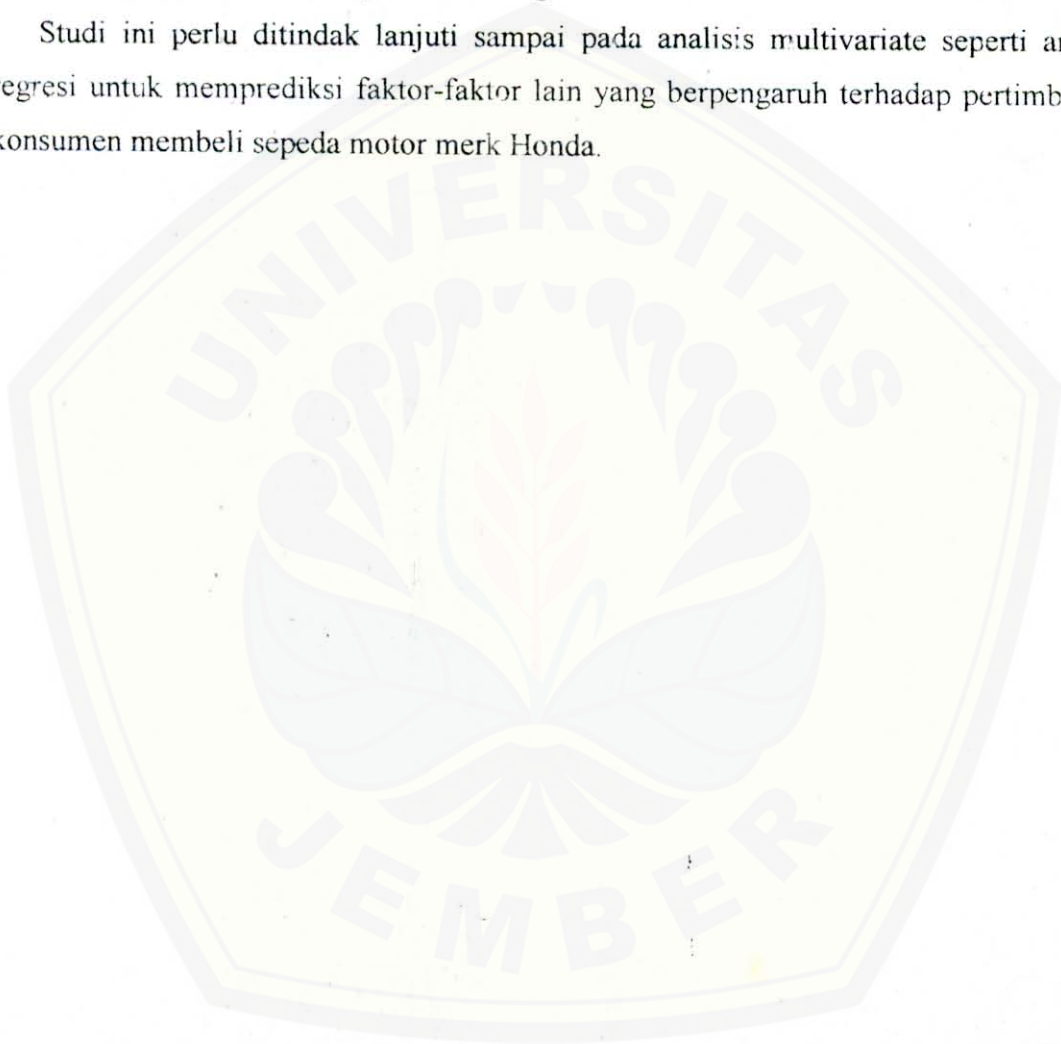 Studi ini perlu ditindak lanjuti sampai pada analisis multivariate seperti
regresi untuk memprediksi faktor-faktor lain yang berpengaruh terhadap
konsumen membeli sepeda motor merk Honda.
UNIVERSITAS
JEMBER